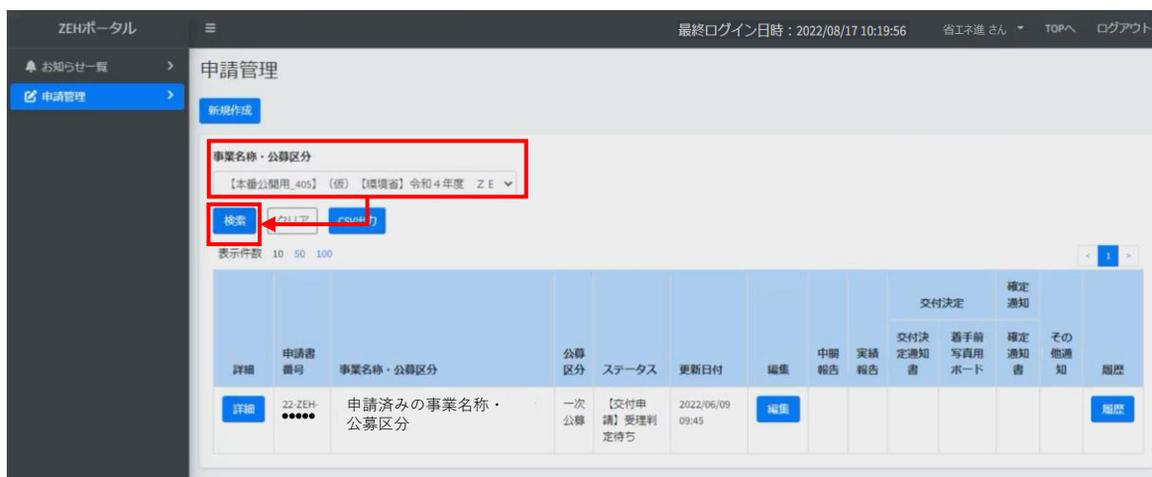 ZEHポータル
≡ 最終ログイン日時：2022/08/17 10:19:56 省エネ進 さん TOPへ ログアウト
お知らせ一覧
申請管理
申請管理
新規作成
事業名称・公募区分
【本番公開用_405】（仮）【環境省】令和４年度 ＺＥ
検索 クリア CSV出力
表示件数 10 50 100
< 1 >
交付決定 確定通知
詳細 申請書番号 事業名称・公募区分 公募区分 ステータス 更新日付 編集 中間報告 実績報告 交付決定通知書 着手前写真用ボード 確定通知書 その他通知 履歴
詳細 22-ZEH-●●●●● 申請済みの事業名称・公募区分 一次公募 【交付申請】受理判定待ち 2022/06/09 09:45 編集 履歴